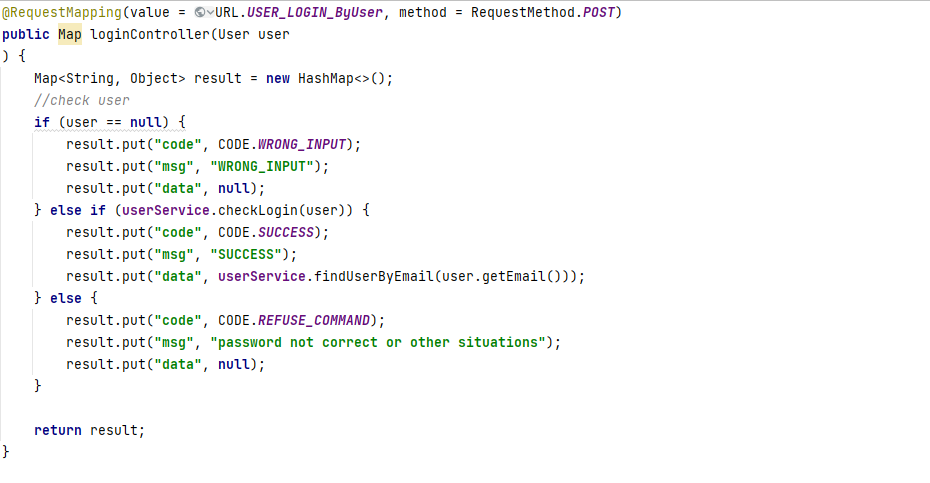 @RequestMapping(value = URL.USER_LOGIN_ByUser, method = RequestMethod.POST)
public Map loginController(User user
) {
    Map<String, Object> result = new HashMap<>();
    //check user
    if (user == null) {
        result.put("code", CODE.WRONG_INPUT);
        result.put("msg", "WRONG_INPUT");
        result.put("data", null);
    } else if (userService.checkLogin(user)) {
        result.put("code", CODE.SUCCESS);
        result.put("msg", "SUCCESS");
        result.put("data", userService.findUserByEmail(user.getEmail()));
    } else {
        result.put("code", CODE.REFUSE_COMMAND);
        result.put("msg", "password not correct or other situations");
        result.put("data", null);
    }
    return result;
}